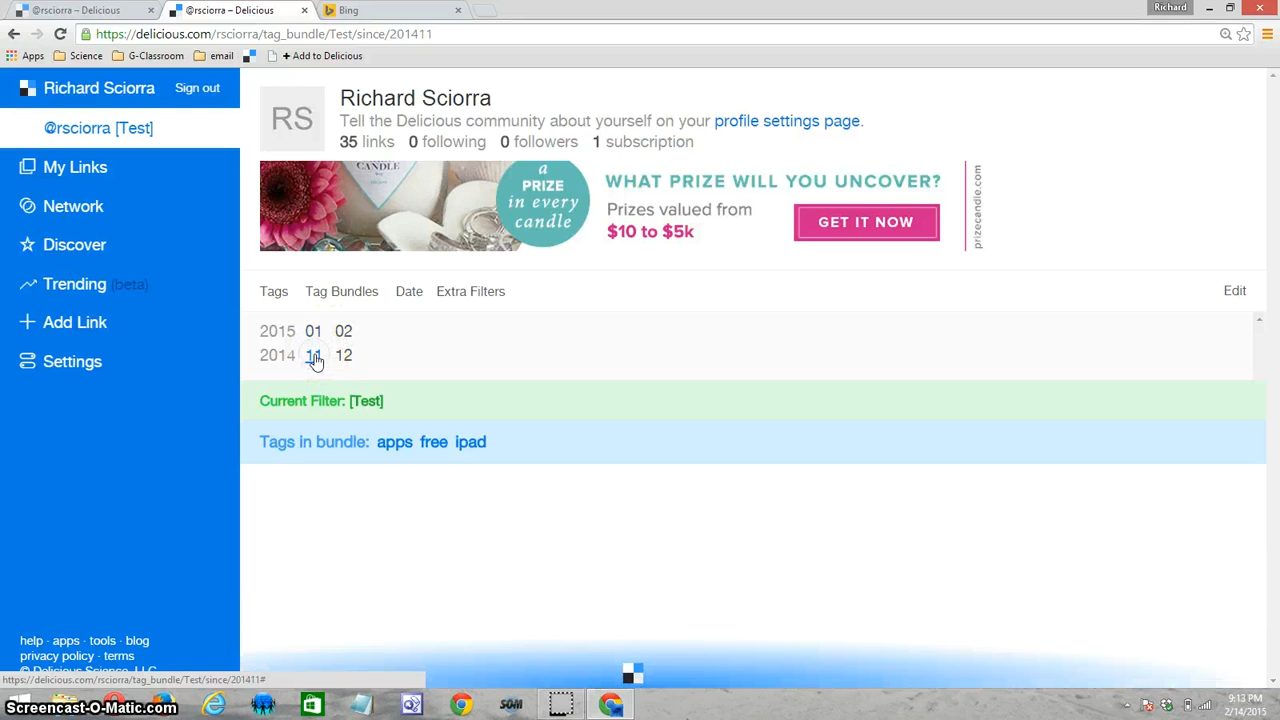 @rsciorra – Delicious
@rsciorra – Delicious
Bing
Richard
https://delicious.com/rsciorra/tag_bundle/Test/since/201411
Apps
Science
G-Classroom
email
+ Add to Delicious
Richard Sciorra
Sign out
@rsciorra [Test]
My Links
Network
Discover
Trending (beta)
Add Link
Settings
help · apps · tools · blog
privacy policy · terms
© Delicious Science, LLC
RS
Richard Sciorra
Tell the Delicious community about yourself on your profile settings page.
35 links 0 following 0 followers 1 subscription
CANDLE
a
PRIZE
in every
candle
WHAT PRIZE WILL YOU UNCOVER?
Prizes valued from
$10 to $5k
GET IT NOW
prizecandle.com
Tags Tag Bundles Date Extra Filters
Edit
2015 01 02
2014 11 12
Current Filter: [Test]
Tags in bundle: apps free ipad
https://delicious.com/rsciorra/tag_bundle/Test/since/201411#
SOM
9:13 PM
2/14/2015
Screencast-O-Matic.com